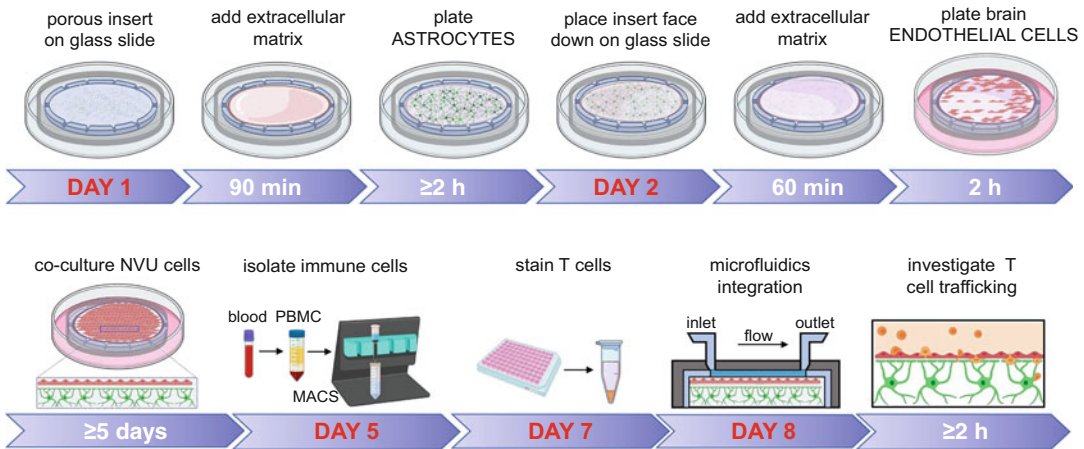 porous insert
on glass slide
add extracellular
matrix
plate
ASTROCYTES
place insert face
down on glass slide
add extracellular
matrix
plate brain
ENDOTHELIAL CELLS
DAY 1
90 min
≥2 h
DAY 2
60 min
2 h
co-culture NVU cells
isolate immune cells
blood PBMC
MACS
stain T cells
microfluidics
integration
inlet
flow
outlet
investigate T
cell trafficking
≥5 days
DAY 5
DAY 7
DAY 8
≥2 h